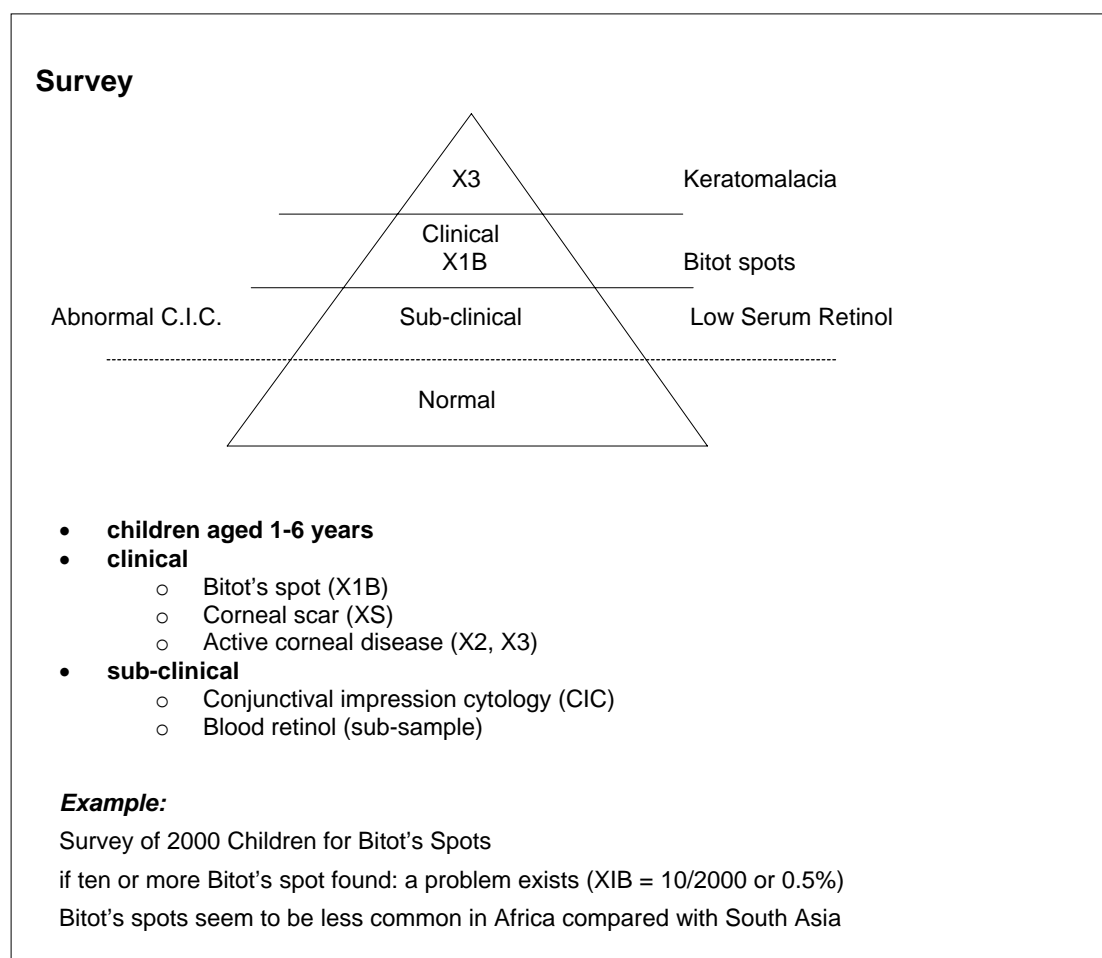 Survey
X3
Keratomalacia
Clinical
X1B
Bitot spots
Abnormal C.I.C.
Sub-clinical
Low Serum Retinol
Normal
• children aged 1-6 years
• clinical
o Bitot's spot (X1B)
o Corneal scar (XS)
o Active corneal disease (X2, X3)
• sub-clinical
o Conjunctival impression cytology (CIC)
o Blood retinol (sub-sample)
Example:
Survey of 2000 Children for Bitot's Spots
if ten or more Bitot's spot found: a problem exists (XIB = 10/2000 or 0.5%)
Bitot's spots seem to be less common in Africa compared with South Asia